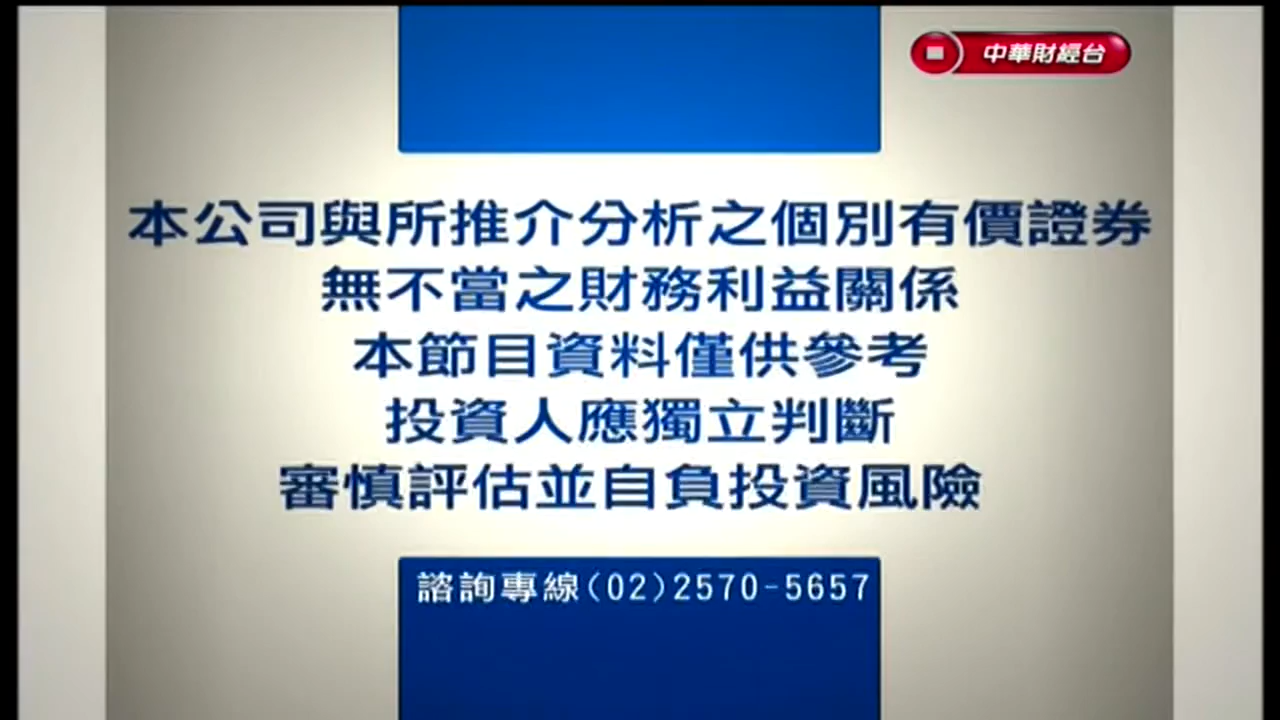 中華財經台
本公司與所推介分析之個別有價證券
無不當之財務利益關係
本節目資料僅供參考
投資人應獨立判斷
審慎評估並自負投資風險
諮詢專線(02)2570-5657